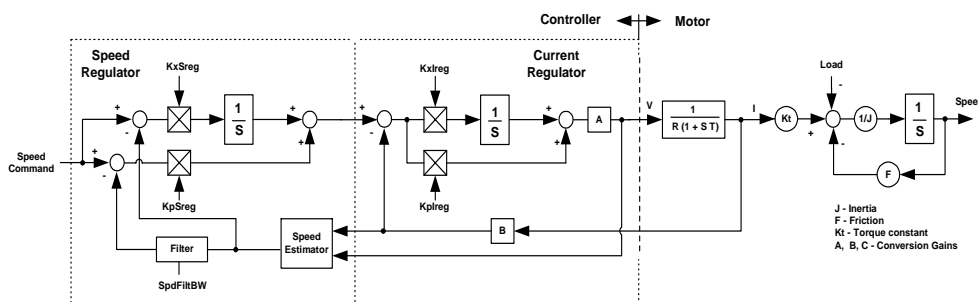 Controller
Motor
Speed
Regulator
Current
Regulator
KxSreg
KxIreg
Load
+
-
1
S
+
+
+
-
1
S
+
+
A
V
1
R (1 + S T)
I
Kt
+
-
-
1/J
1
S
Spee
Speed
Command
+
-
KpSreg
KpIreg
F
Filter
SpdFiltBW
Speed
Estimator
B
J - Inertia
F - Friction
Kt - Torque constant
A, B, C - Conversion Gains